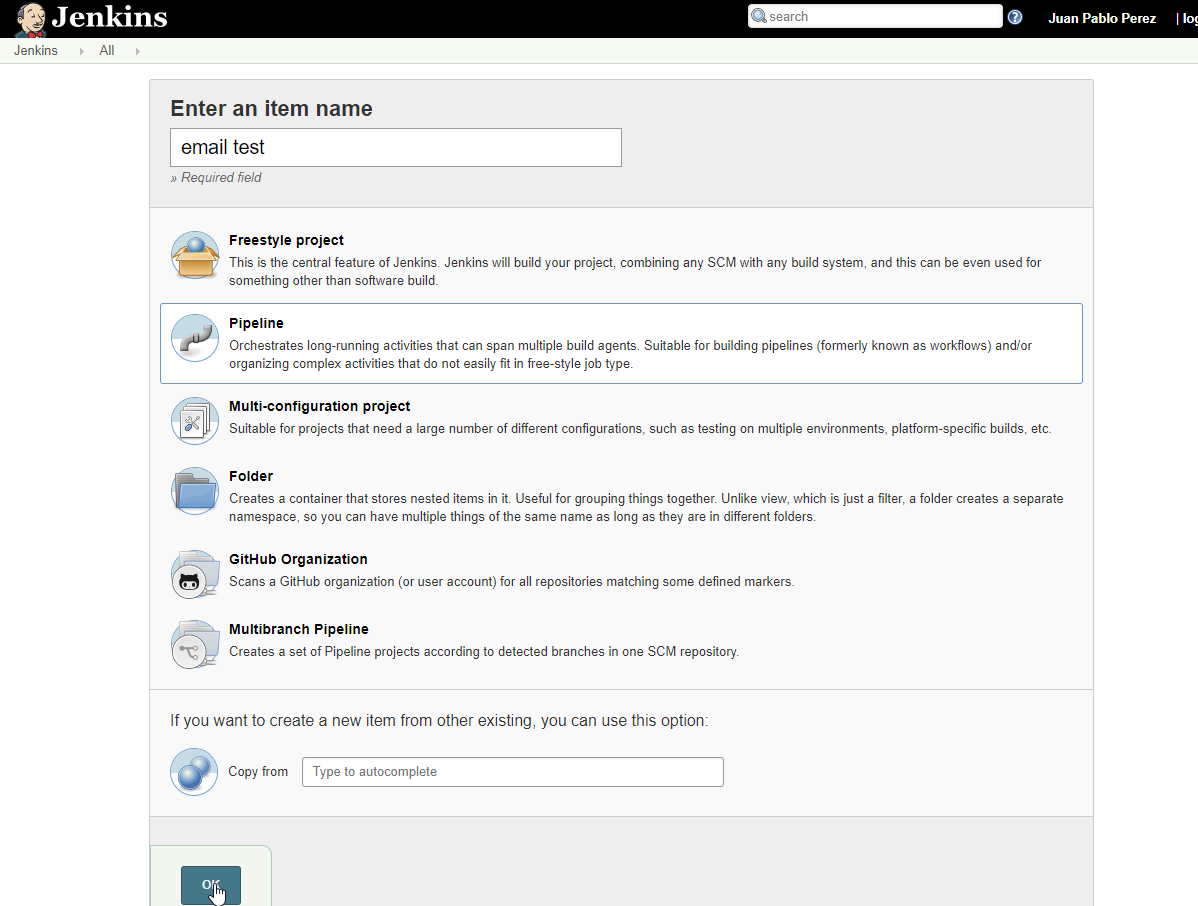 Jenkins
search
Juan Pablo Perez
Jenkins
All
Enter an item name
email test
» Required field
Freestyle project
This is the central feature of Jenkins. Jenkins will build your project, combining any SCM with any build system, and this can be even used for
something other than software build.
Pipeline
Orchestrates long-running activities that can span multiple build agents. Suitable for building pipelines (formerly known as workflows) and/or
organizing complex activities that do not easily fit in free-style job type.
Multi-configuration project
Suitable for projects that need a large number of different configurations, such as testing on multiple environments, platform-specific builds, etc.
Folder
Creates a container that stores nested items in it. Useful for grouping things together. Unlike view, which is just a filter, a folder creates a separate
namespace, so you can have multiple things of the same name as long as they are in different folders.
GitHub Organization
Scans a GitHub organization (or user account) for all repositories matching some defined markers.
Multibranch Pipeline
Creates a set of Pipeline projects according to detected branches in one SCM repository.
If you want to create a new item from other existing, you can use this option:
Copy from
Type to autocomplete
OK